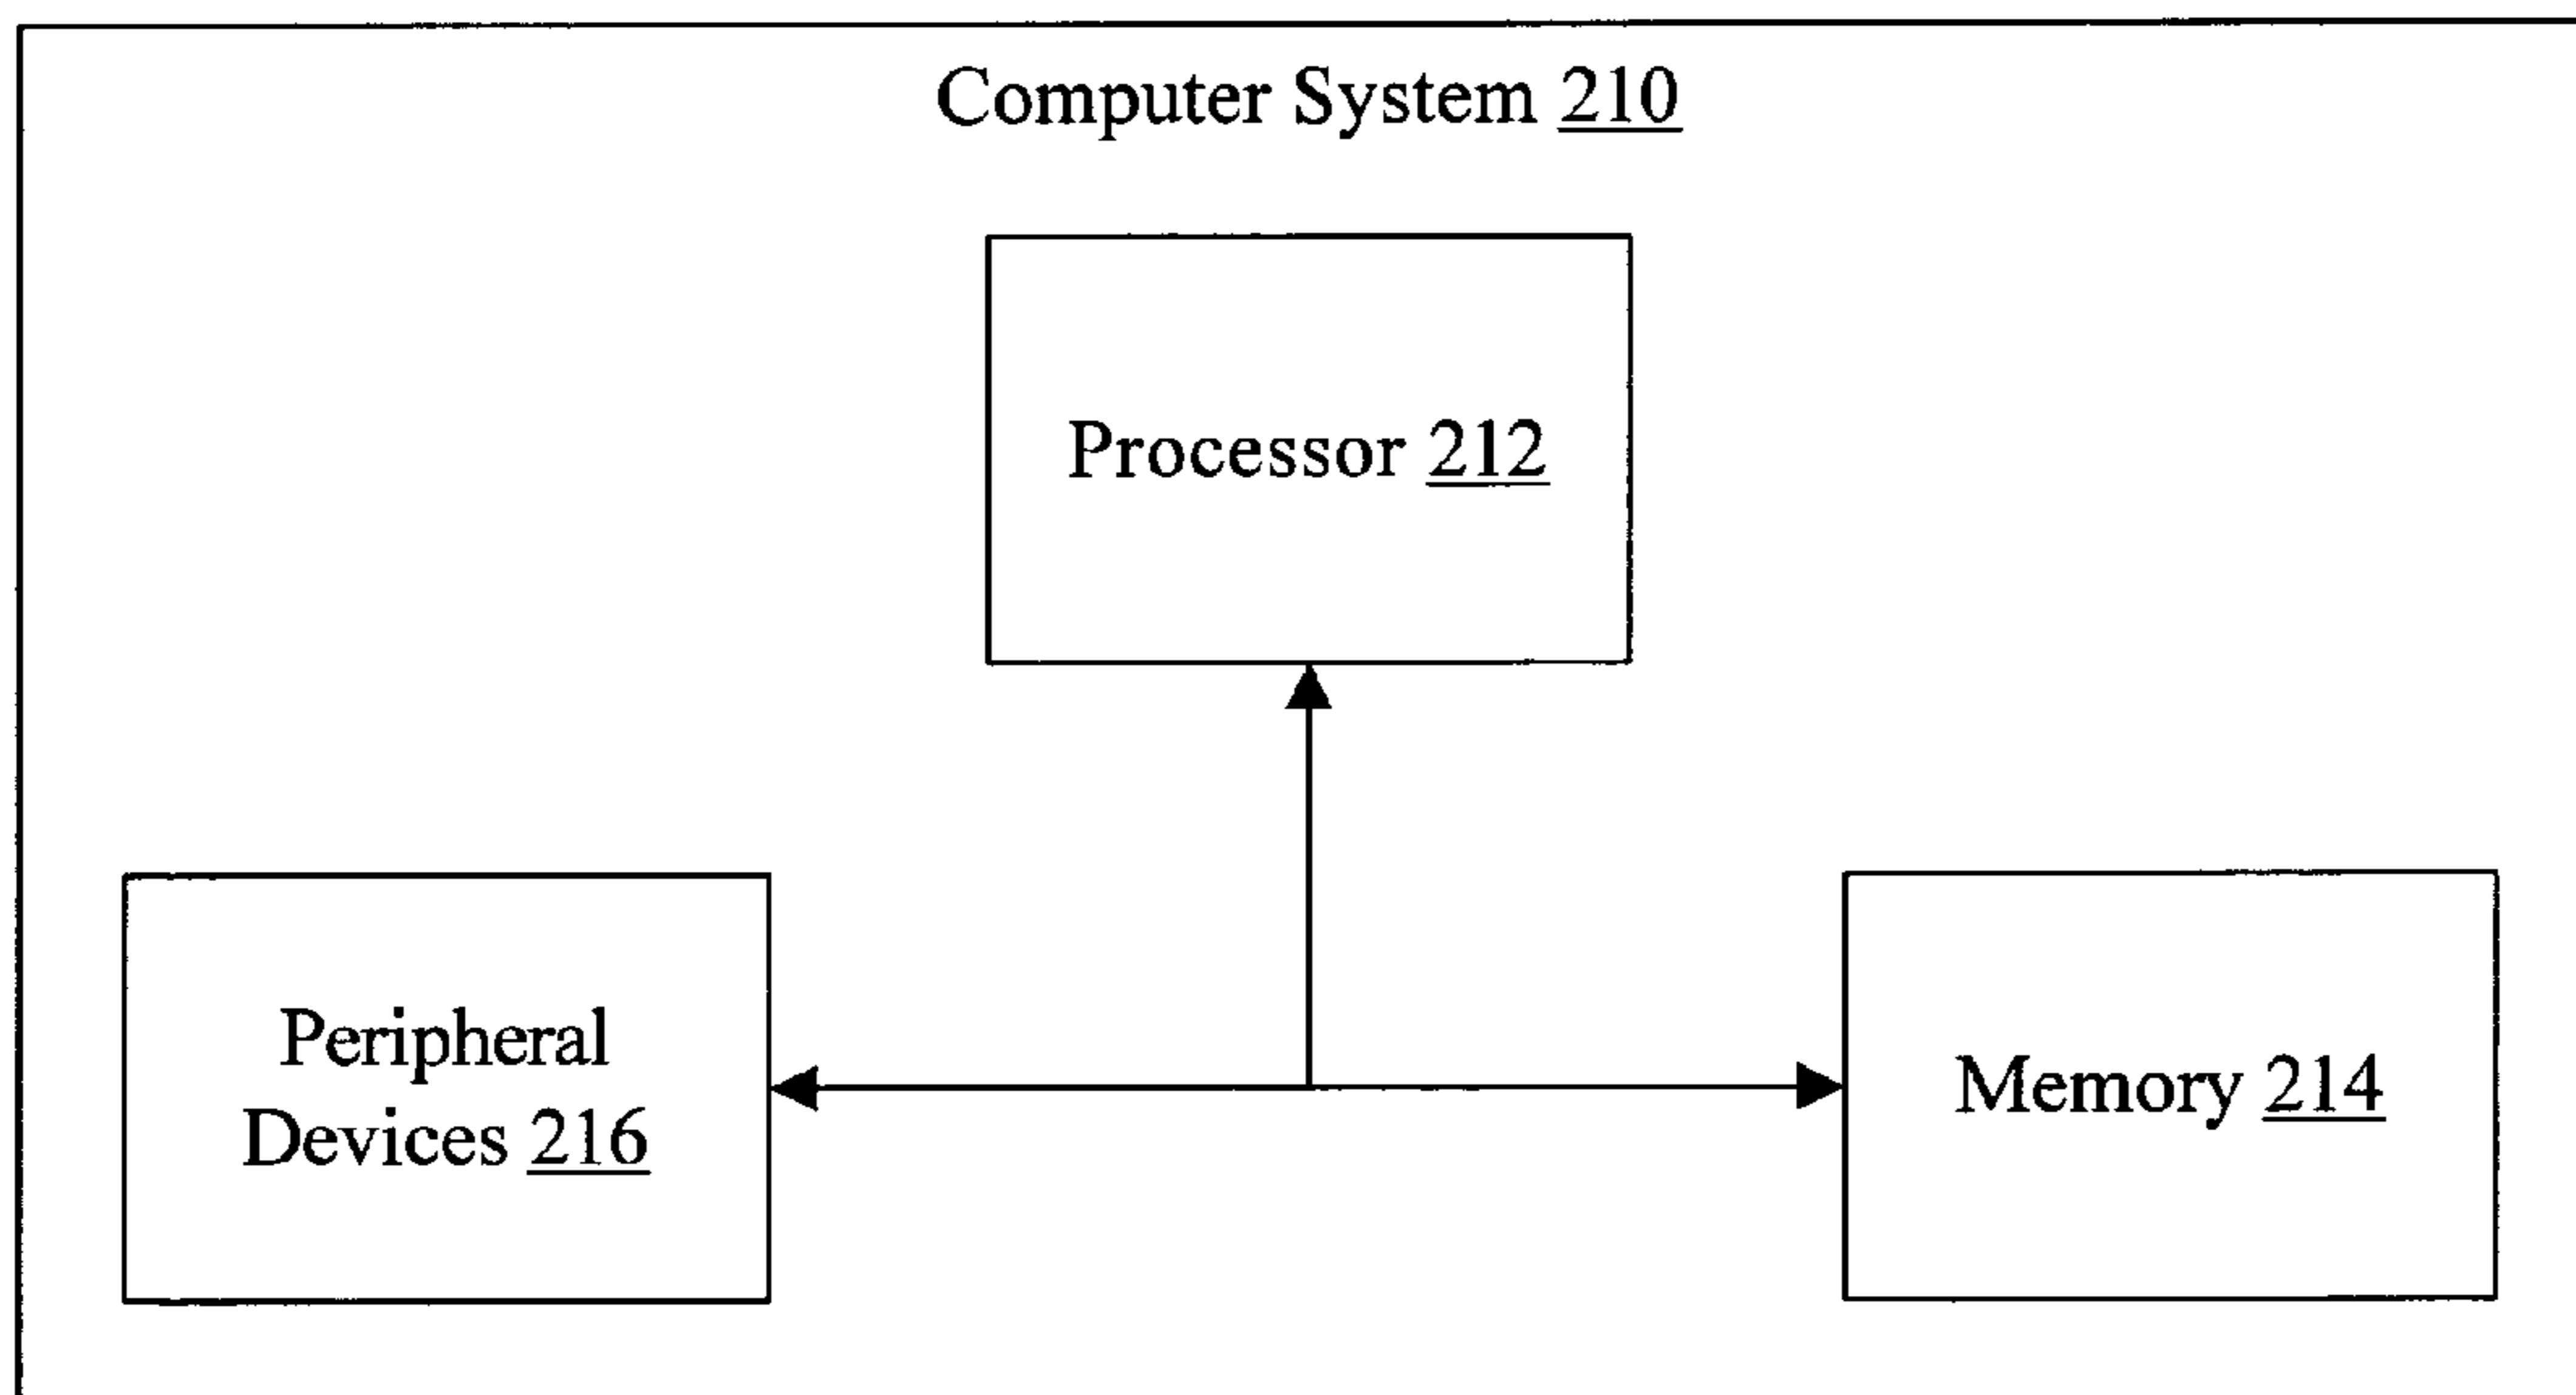 Computer System 210
Processor 212
Peripheral
Devices 216
Memory 214